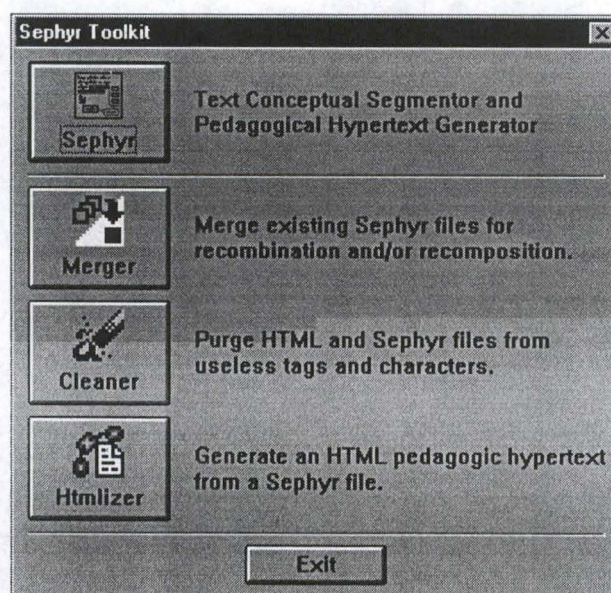 Sephyr Toolkit
Sephyr
Text Conceptual Segmentor and
Pedagogical Hypertext Generator
Merger
Merge existing Sephyr files for
recombination and/or recomposition.
Cleaner
Purge HTML and Sephyr files from
useless tags and characters.
Htmlizer
Generate an HTML pedagogic hypertext
from a Sephyr file.
Exit